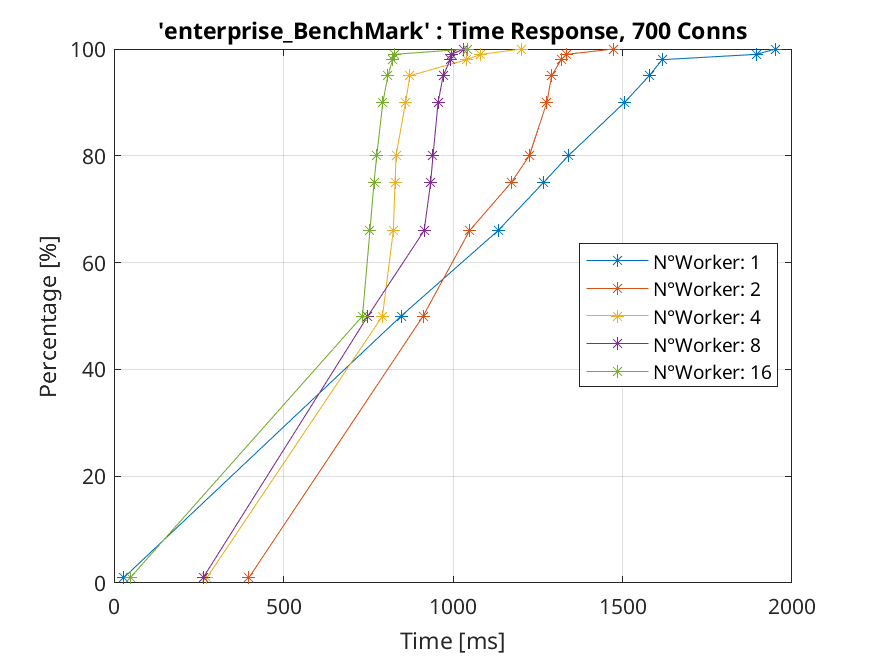 'enterprise_BenchMark' : Time Response, 700 Conns
100
80
60
40
20
0
Percentage [%]
0 500 1000 1500 2000
Time [ms]
N°Worker: 1
N°Worker: 2
N°Worker: 4
N°Worker: 8
N°Worker: 16